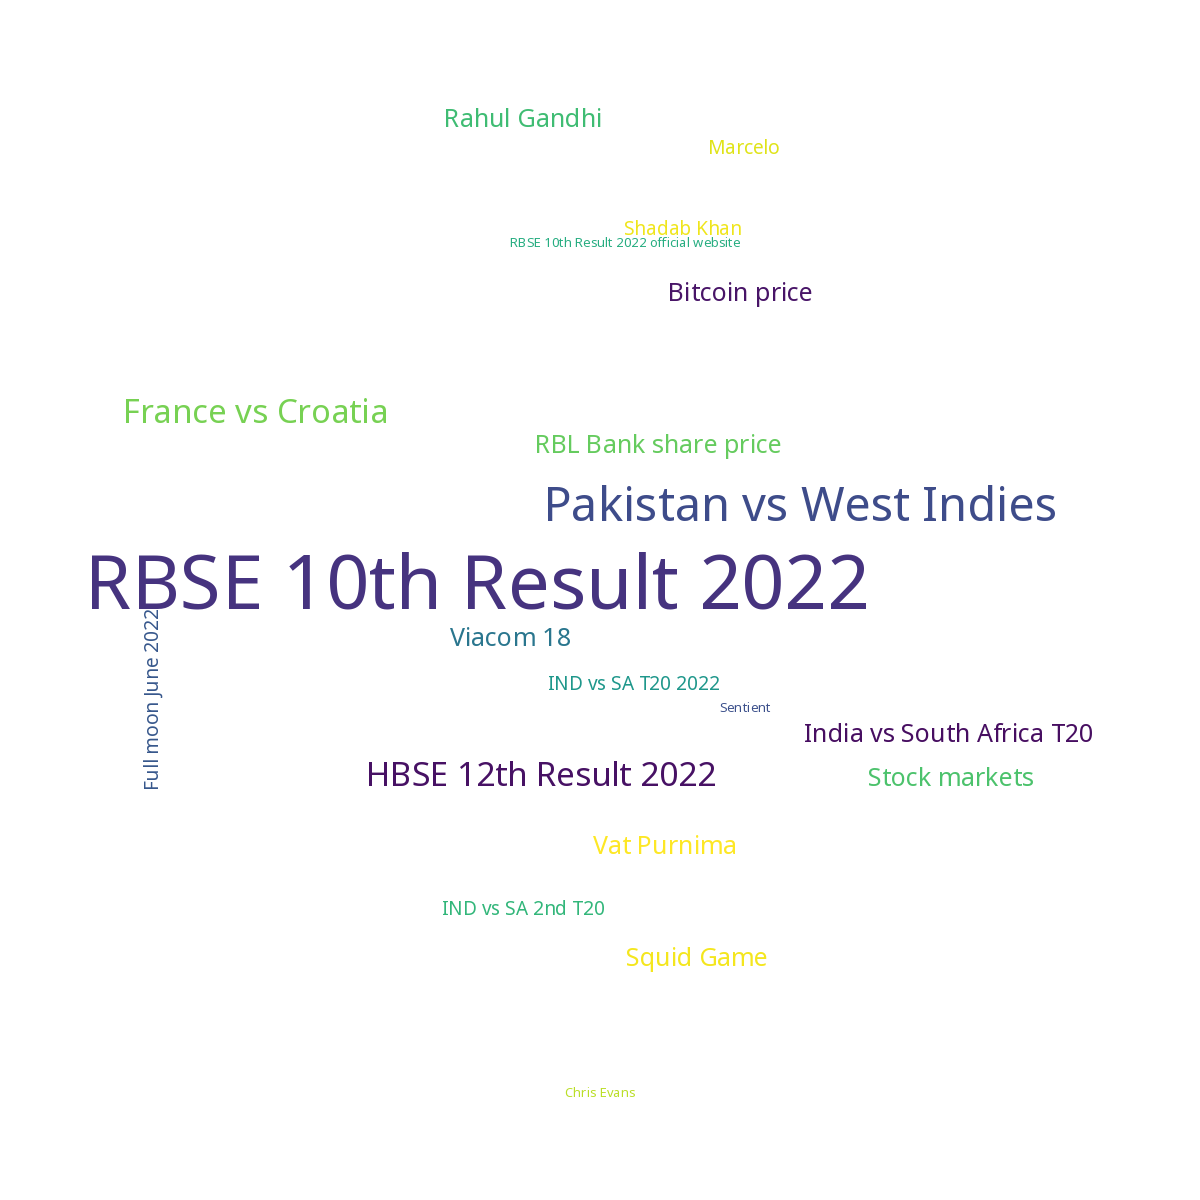 Rahul Gandhi
Marcelo
Shadab Khan
RBSE 10th Result 2022 official website
Bitcoin price
France vs Croatia
RBL Bank share price
Pakistan vs West Indies
RBSE 10th Result 2022
Viacom 18
Full moon June 2022
IND vs SA T20 2022
Sentient
India vs South Africa T20
HBSE 12th Result 2022
Stock markets
Vat Purnima
IND vs SA 2nd T20
Squid Game
Chris Evans